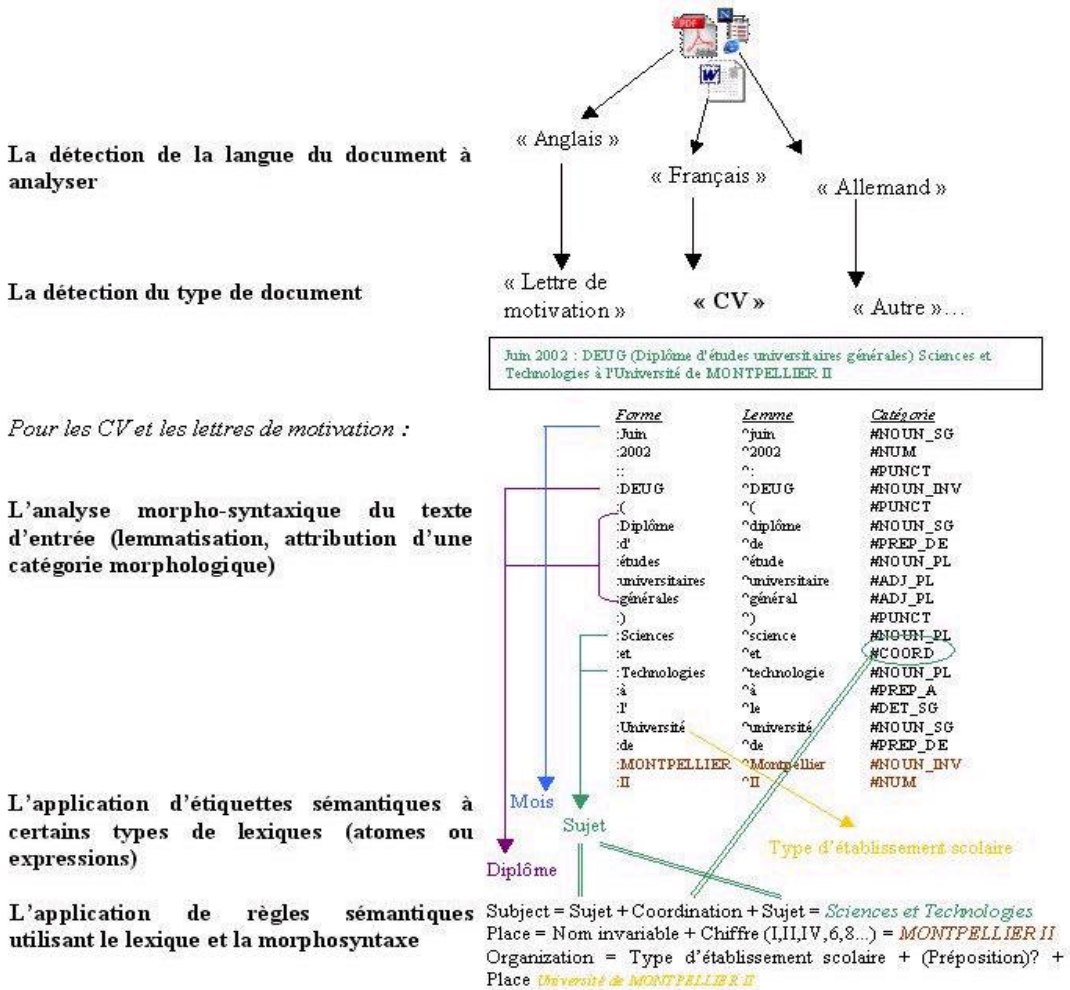 PDF
N
W
« Anglais »
La détection de la langue du document à
analyser
« Français »
« Allemand »
« Lettre de
motivation »
La détection du type de document
« CV »
« Autre »...
Juin 2002 : DEUG (Diplôme d'études universitaires générales) Sciences et
Technologies à l'Université de MONTPELLIER II
Pour les CV et les lettres de motivation :
Forme Lemme Catégorie
:Juin ^juin #NOUN_SG
:2002 ^2002 #NUM
:: ^: #PUNCT
:DEUG ^DEUG #NOUN_INV
:( ^( #PUNCT
:Diplôme ^diplôme #NOUN_SG
:d' ^de #PREP_DE
:études ^étude #NOUN_PL
:universitaires ^universitaire #ADJ_PL
:générales ^général #ADJ_PL
:) ^) #PUNCT
:Sciences ^science #NOUN_PL
:et ^et #COORD
:Technologies ^technologie #NOUN_PL
:à ^à #PREP_A
:l' ^le #DET_SG
:Université ^université #NOUN_SG
:de ^de #PREP_DE
:MONTPELLIER ^Montpellier #NOUN_INV
:II ^II #NUM
L'analyse morpho-syntaxique du texte
d'entrée (lemmatisation, attribution d'une
catégorie morphologique)
L'application d'étiquettes sémantiques à
certains types de lexiques (atomes ou
expressions)
Mois
Sujet
Type d'établissement scolaire
Diplôme
L'application de règles sémantiques
utilisant le lexique et la morphosyntaxe
Subject = Sujet + Coordination + Sujet = Sciences et Technologies
Place = Nom invariable + Chiffre (I,II,IV,6,8...) = MONTPELLIER II
Organization = Type d'établissement scolaire + (Préposition)? +
Place Université de MONTPELLIER II